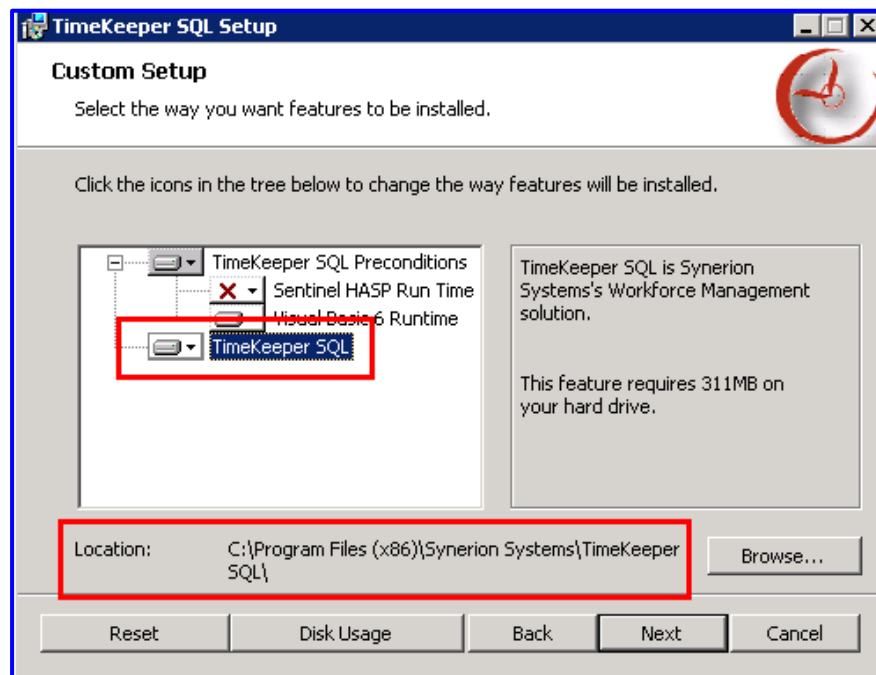 TimeKeeper SQL Setup
Custom Setup
Select the way you want features to be installed.
Click the icons in the tree below to change the way features will be installed.
TimeKeeper SQL Preconditions
Sentinel HASP Run Time
Visual Basic 6 Runtime
TimeKeeper SQL
TimeKeeper SQL is Synerion
Systems's Workforce Management
solution.
This feature requires 311MB on
your hard drive.
Location: C:\Program Files (x86)\Synerion Systems\TimeKeeper
SQL\
Browse...
Reset Disk Usage Back Next Cancel